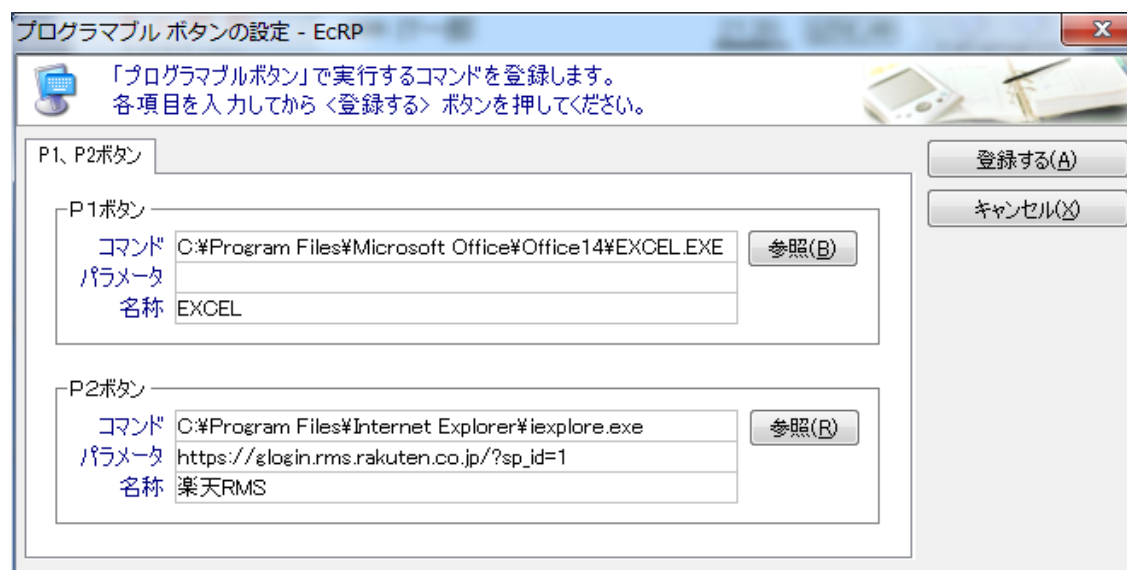 プログラマブル ボタンの設定 - EcRP
「プログラマブルボタン」で実行するコマンドを登録します。
各項目を入力してから <登録する> ボタンを押してください。
P1、P2ボタン
登録する(A)
キャンセル(X)
P1ボタン
コマンド C:¥Program Files¥Microsoft Office¥Office14¥EXCEL.EXE 参照(B)
パラメータ
名称 EXCEL
P2ボタン
コマンド C:¥Program Files¥Internet Explorer¥iexplore.exe 参照(R)
パラメータ https://glogin.rms.rakuten.co.jp/?sp_id=1
名称 楽天RMS